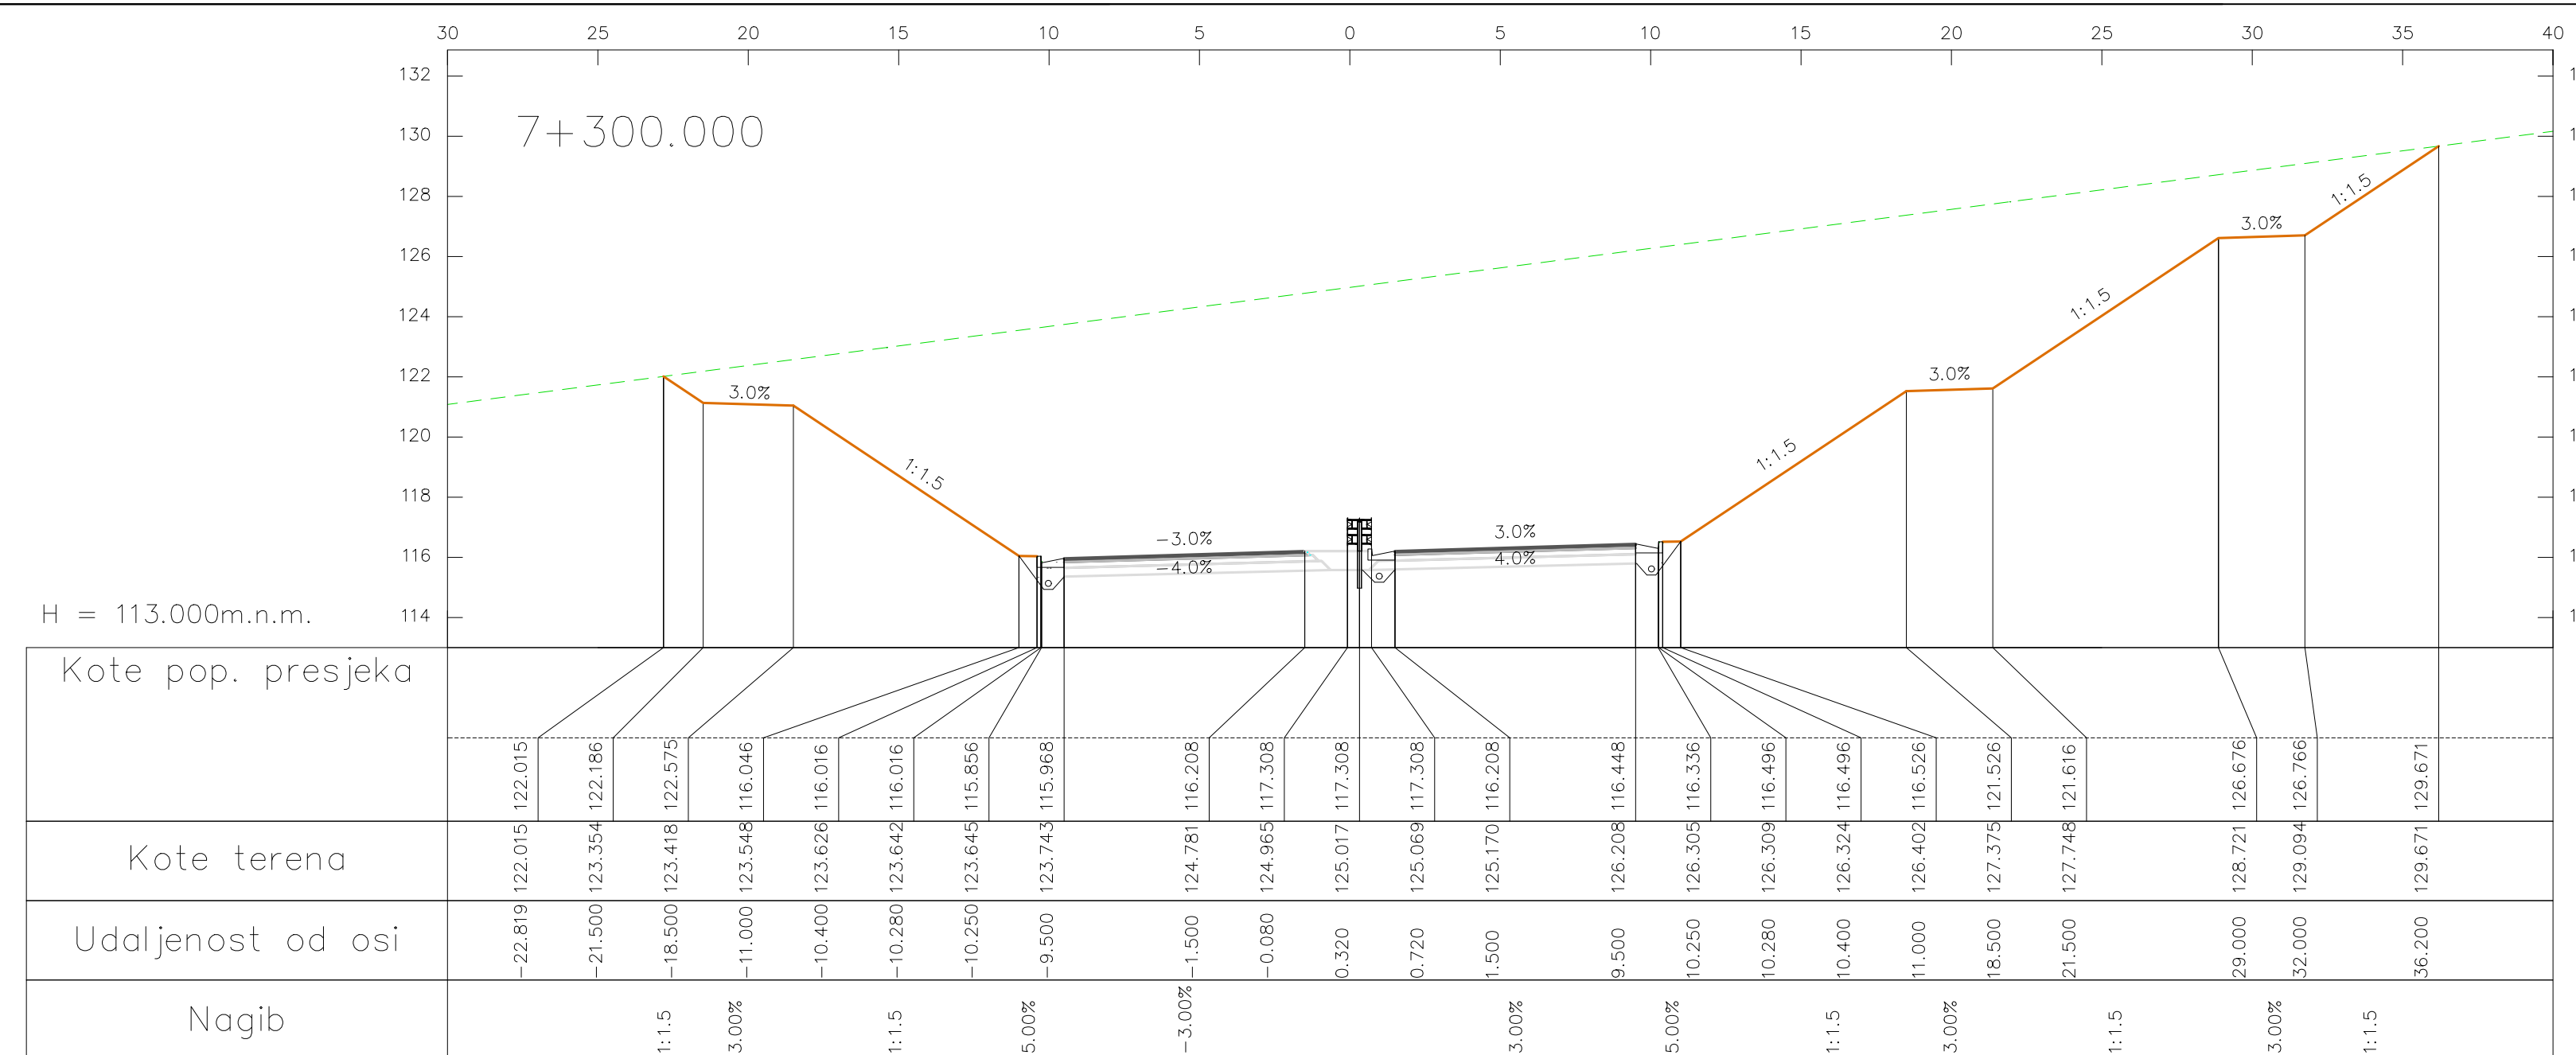 30 25 20 15 10 5 0 5 10 15 20 25 30 35 40
132
130
128
126
124
122
120
118
116
114
7+300.000
3.0%
1:1.5
-3.0%
-4.0%
3.0%
4.0%
1:1.5
3.0%
1:1.5
3.0%
1:1.5
H = 113.000m.n.m.
Kote pop. presjeka
122.015 122.186 122.575 116.046 116.016 116.016 115.856 115.968 116.208 117.308 117.308 117.308 116.208 116.448 116.336 116.496 116.496 116.526 121.526 121.616 126.676 126.766 129.671
Kote terena
122.015 123.354 123.418 123.548 123.626 123.642 123.645 123.743 124.781 124.965 125.017 125.069 125.170 126.208 126.305 126.309 126.324 126.402 127.375 127.748 128.721 129.094 129.671
Udaljenost od osi
-22.819 -21.500 -18.500 -11.000 -10.400 -10.280 -10.250 -9.500 -1.500 -0.080 0.320 0.720 1.500 9.500 10.250 10.280 10.400 11.000 18.500 21.500 29.000 32.000 36.200
Nagib
1:1.5 3.00% 1:1.5 5.00% -3.00% 3.00% 5.00% 1:1.5 3.00% 1:1.5 3.00% 1:1.5